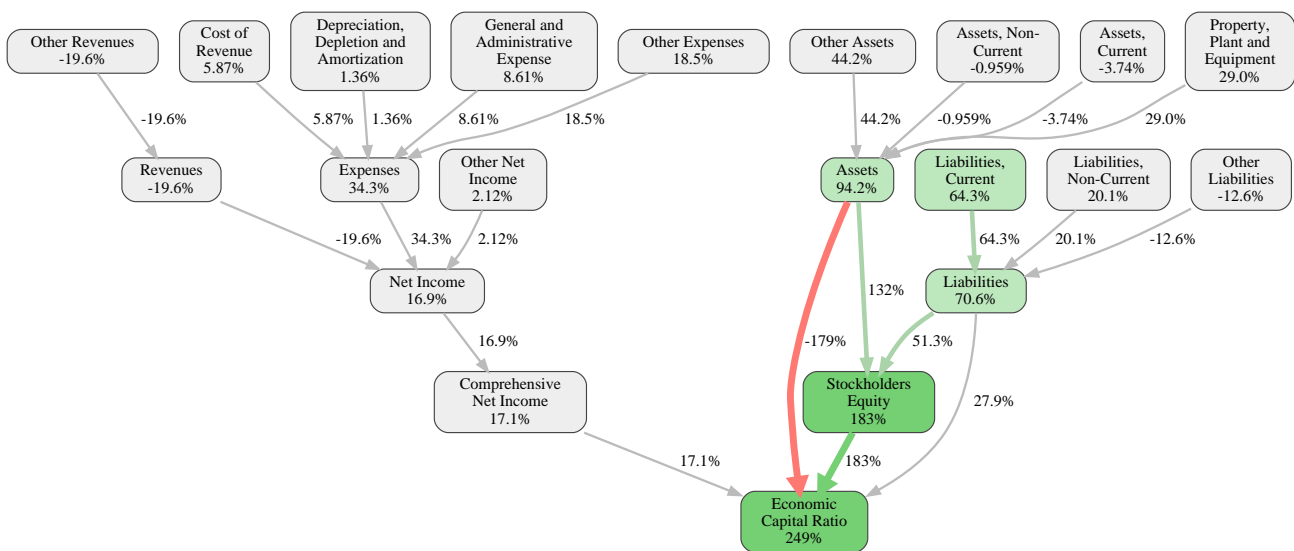 Other Revenues
-19.6%
Cost of
Revenue
5.87%
Depreciation,
Depletion and
Amortization
1.36%
General and
Administrative
Expense
8.61%
Other Expenses
18.5%
Other Assets
44.2%
Assets, Non-
Current
-0.959%
Assets,
Current
-3.74%
Property,
Plant and
Equipment
29.0%
-19.6%
5.87%
1.36%
8.61%
18.5%
44.2%
-0.959%
-3.74%
29.0%
Revenues
-19.6%
Expenses
34.3%
Other Net
Income
2.12%
Assets
94.2%
Liabilities,
Current
64.3%
Liabilities,
Non-Current
20.1%
Other
Liabilities
-12.6%
-19.6%
34.3%
2.12%
64.3%
20.1%
-12.6%
Net Income
16.9%
132%
Liabilities
70.6%
16.9%
-179%
51.3%
Comprehensive
Net Income
17.1%
Stockholders
Equity
183%
27.9%
17.1%
183%
Economic
Capital Ratio
249%